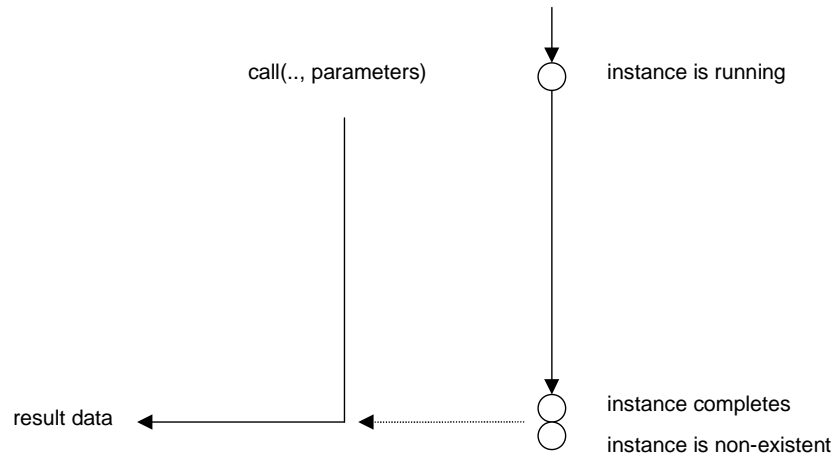 call(.., parameters)
instance is running
result data
instance completes
instance is non-existent